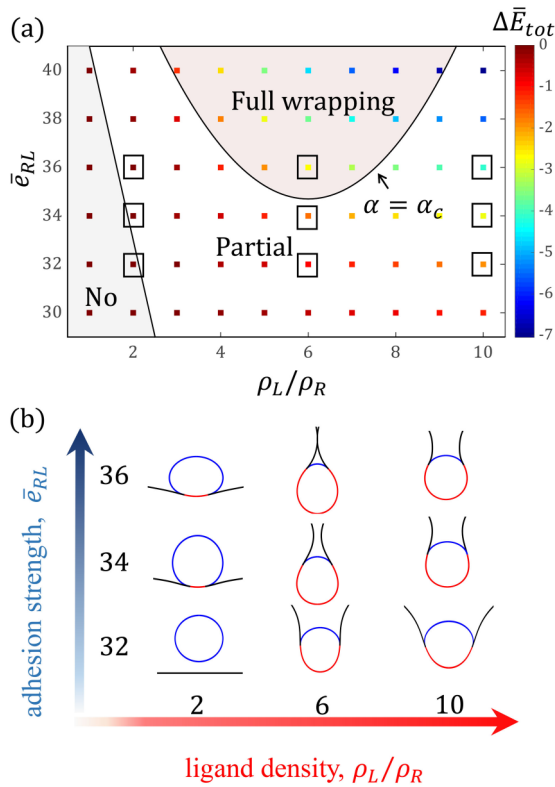 (a)
ΔĒ_tot
Full wrapping
α = α_c
Partial
No
ē_RL
40
38
36
34
32
30
2
4
6
8
10
ρ_L/ρ_R
0
-1
-2
-3
-4
-5
-6
-7
(b)
adhesion strength, ē_RL
36
34
32
2
6
10
ligand density, ρ_L/ρ_R